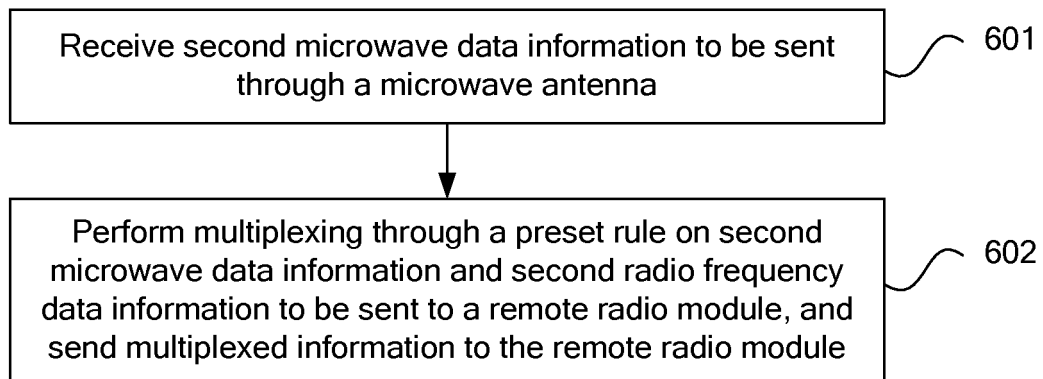 Receive second microwave data information to be sent
through a microwave antenna
601
Perform multiplexing through a preset rule on second
microwave data information and second radio frequency
data information to be sent to a remote radio module, and
send multiplexed information to the remote radio module
602